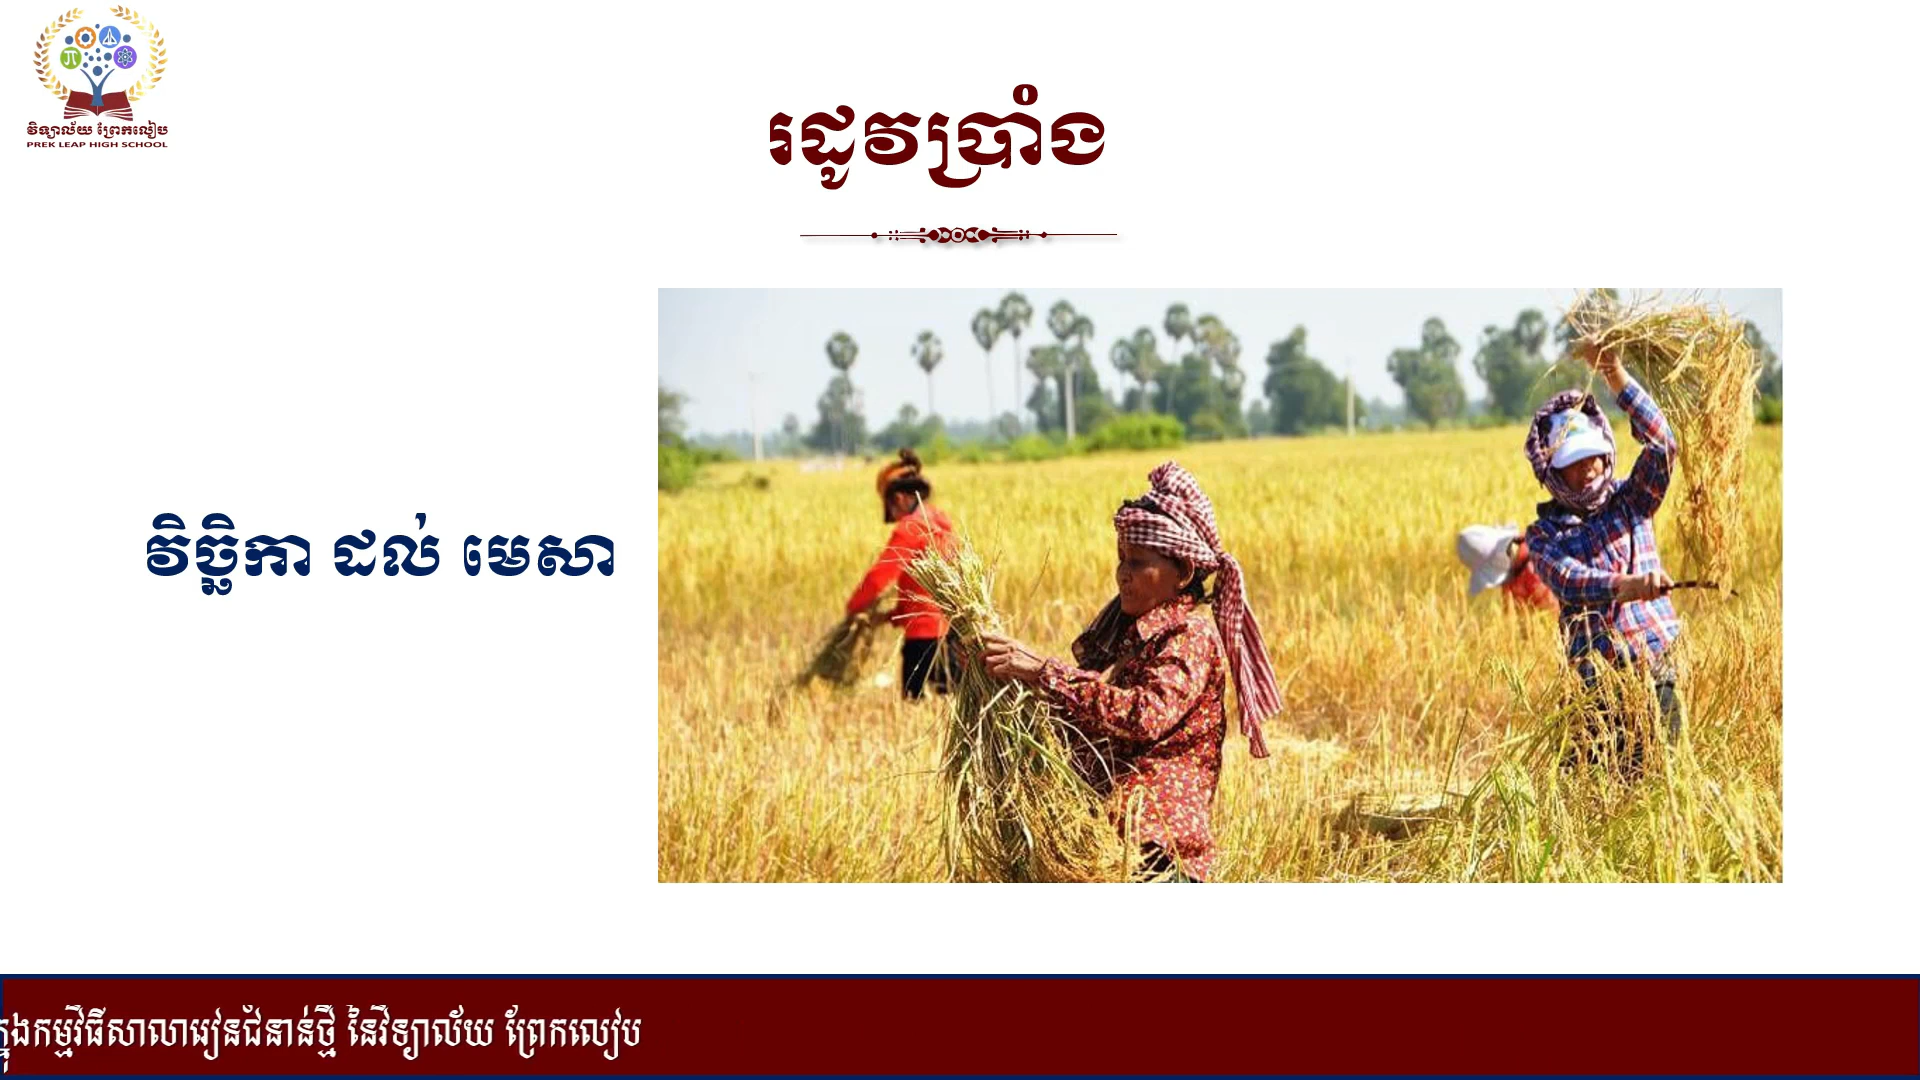 វិទ្យាល័យ ព្រែកលៀប
PREK LEAP HIGH SCHOOL
រដូវប្រាំង
វិច្ឆិកា ដល់ មេសា
ក្នុងកម្មវិធីសាលារៀនជំនាន់ថ្មី នៃវិទ្យាល័យ ព្រែកលៀប